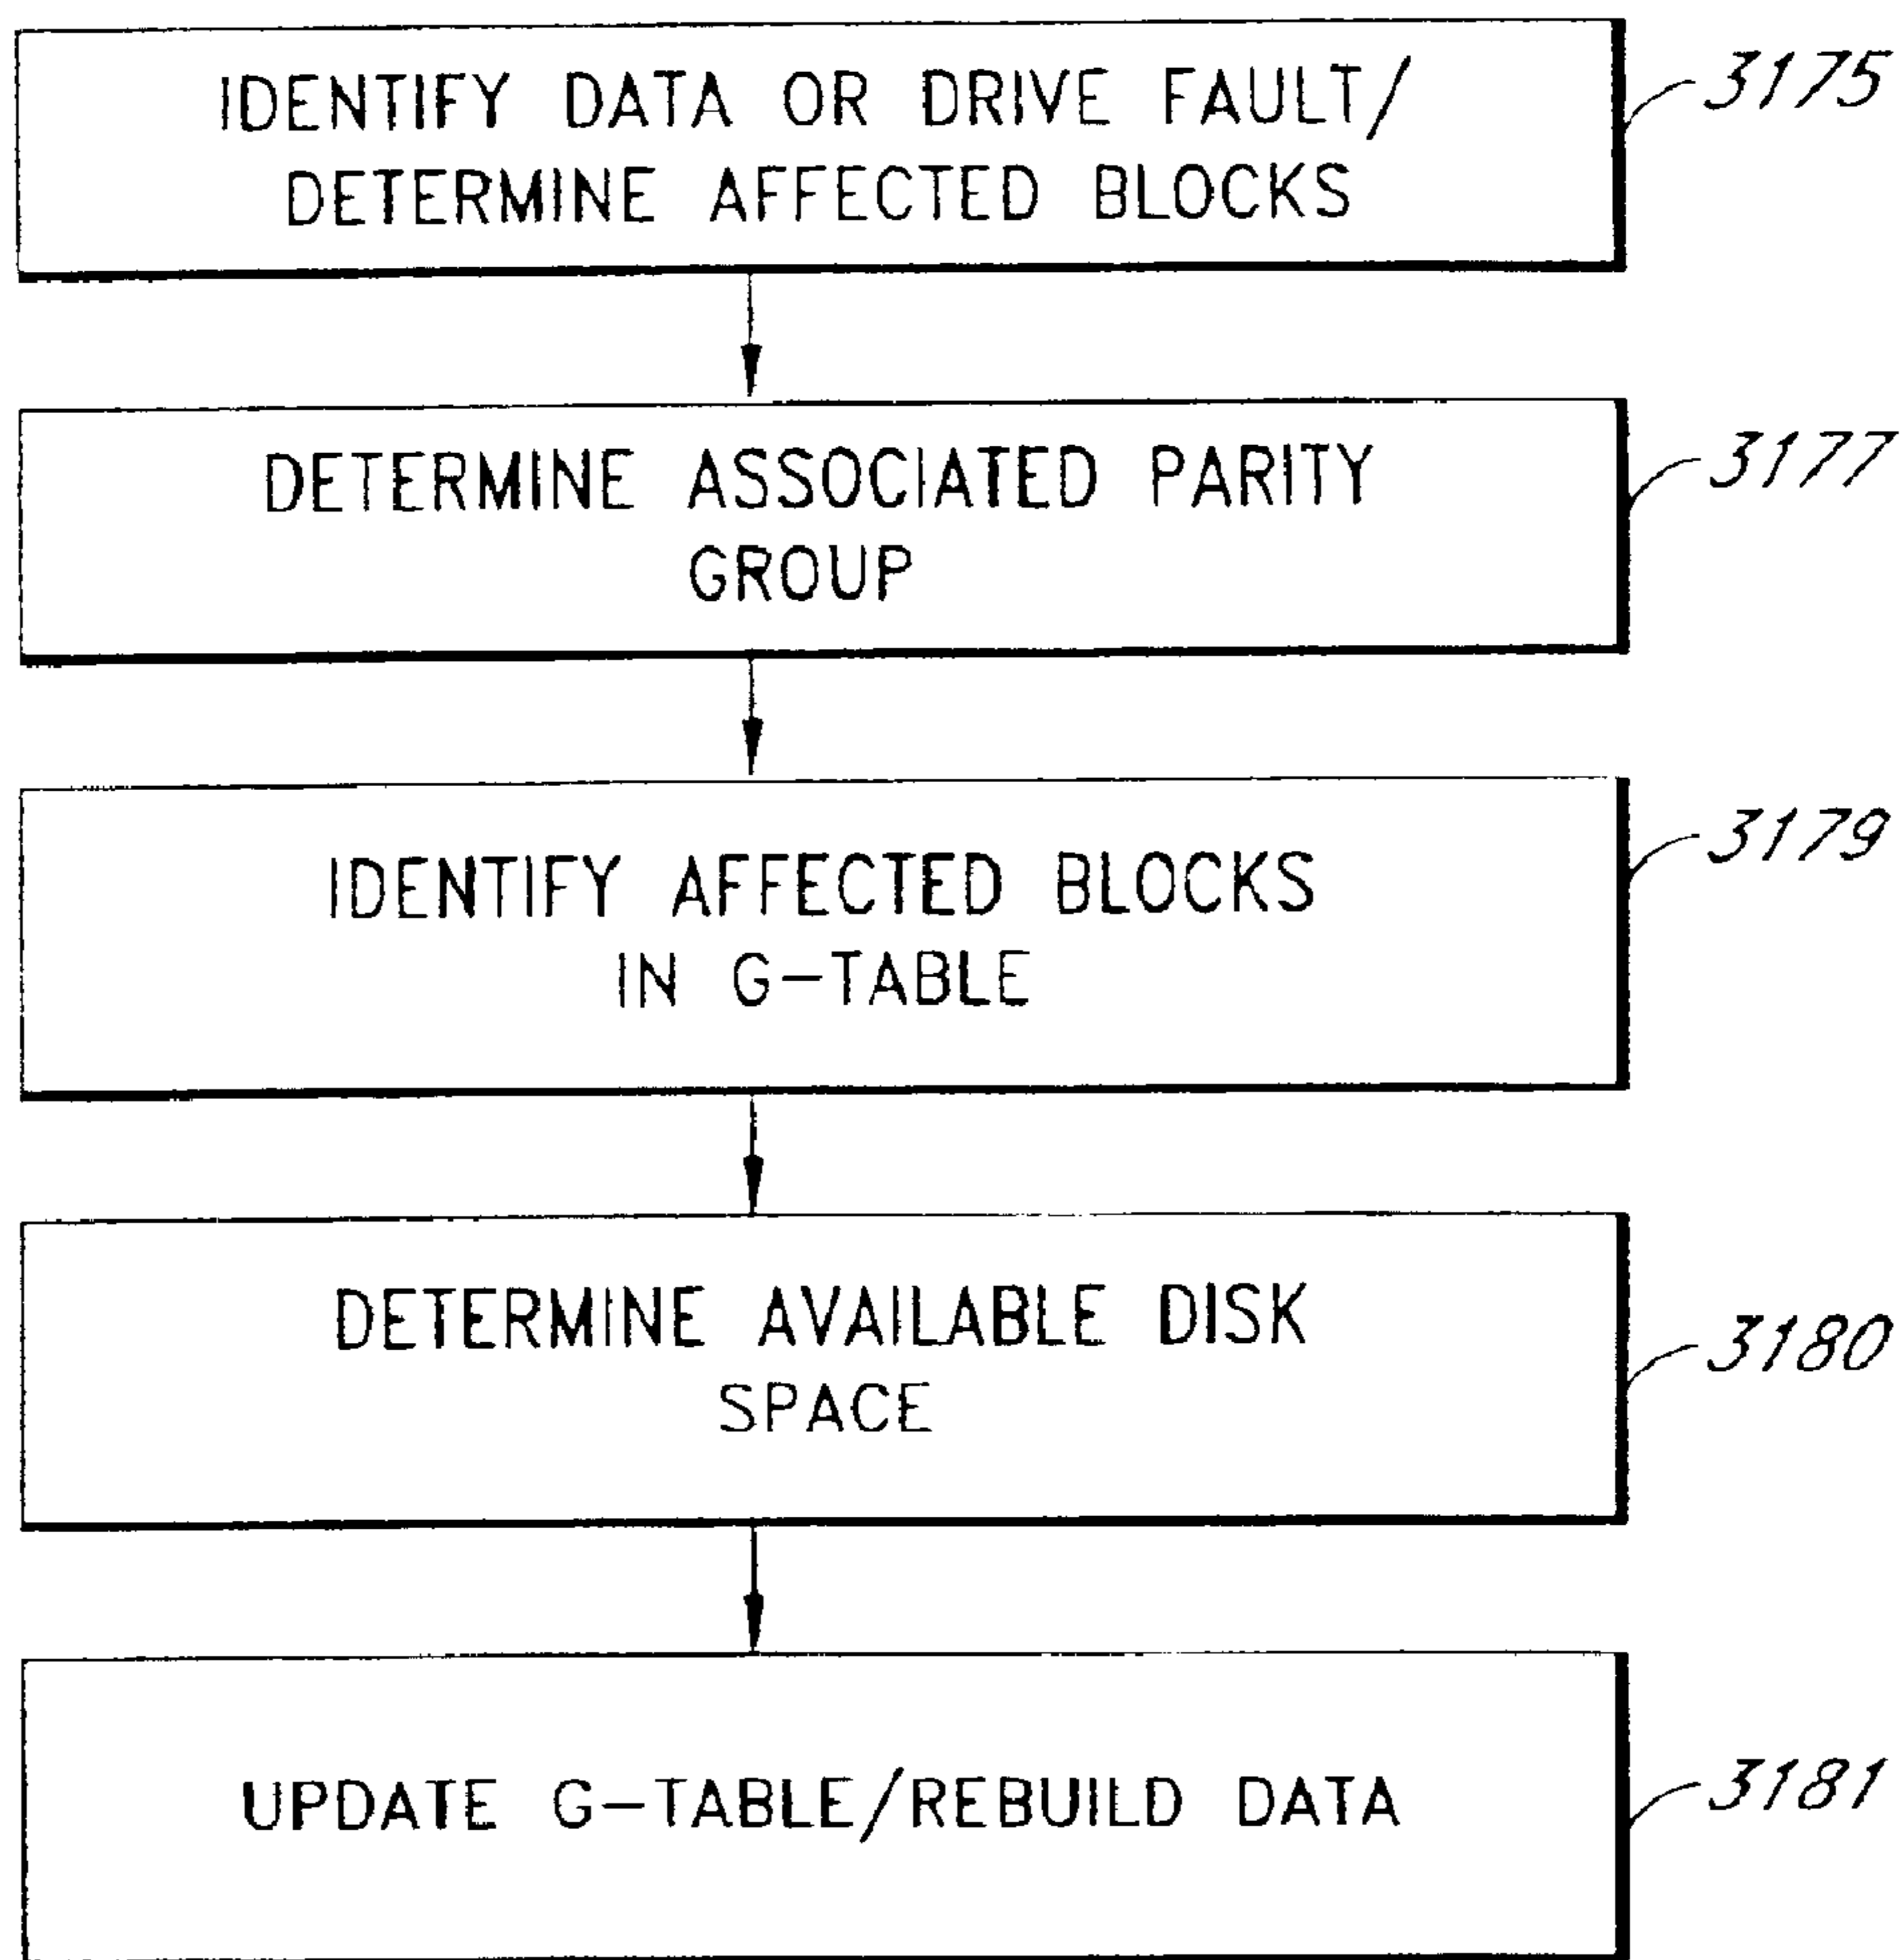 IDENTIFY DATA OR DRIVE FAULT/
DETERMINE AFFECTED BLOCKS
3175
DETERMINE ASSOCIATED PARITY
GROUP
3177
IDENTIFY AFFECTED BLOCKS
IN G-TABLE
3179
DETERMINE AVAILABLE DISK
SPACE
3180
UPDATE G-TABLE/REBUILD DATA
3181